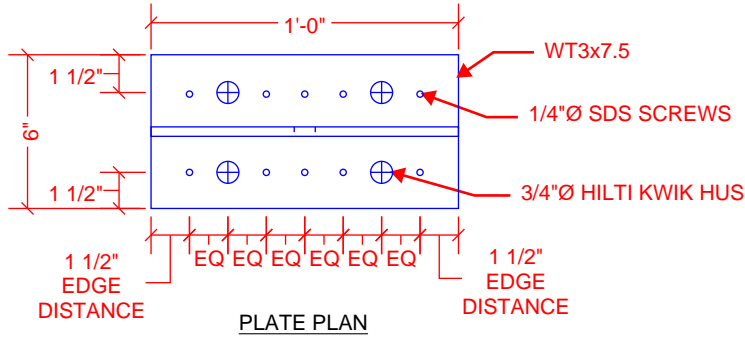 1'-0"
WT3x7.5
1 1/2"
1/4"Ø SDS SCREWS
6"
1 1/2"
3/4"Ø HILTI KWIK HUS
EQ EQ EQ EQ EQ EQ
1 1/2"
EDGE
DISTANCE
1 1/2"
EDGE
DISTANCE
PLATE PLAN